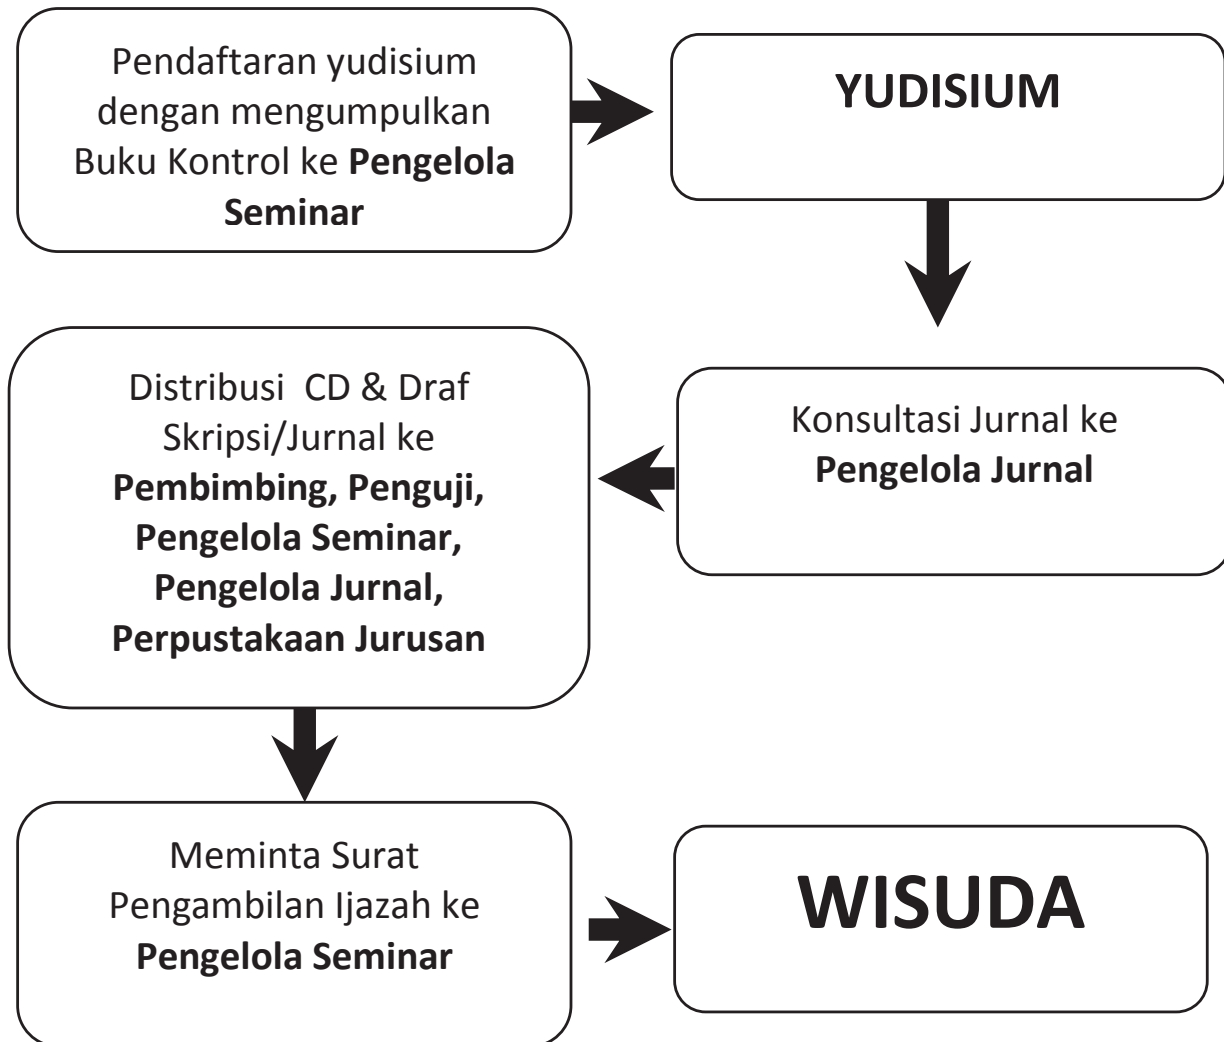 Pendaftaran yudisium
dengan mengumpulkan
Buku Kontrol ke Pengelola
Seminar
YUDISIUM
Konsultasi Jurnal ke
Pengelola Jurnal
Distribusi  CD & Draf
Skripsi/Jurnal ke
Pembimbing, Penguji,
Pengelola Seminar,
Pengelola Jurnal,
Perpustakaan Jurusan
Meminta Surat
Pengambilan Ijazah ke
Pengelola Seminar
WISUDA